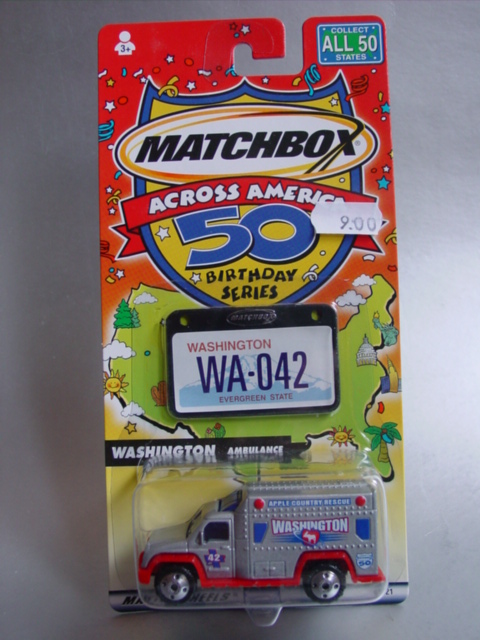 3+
COLLECT
ALL 50
STATES
MATCHBOX
ACROSS AMERICA
50
9.00
BIRTHDAY
SERIES
MATCHBOX
WASHINGTON
WA-042
EVERGREEN STATE
WASHINGTON AMBULANCE
APPLE COUNTRY RESCUE
WASHINGTON
42
50